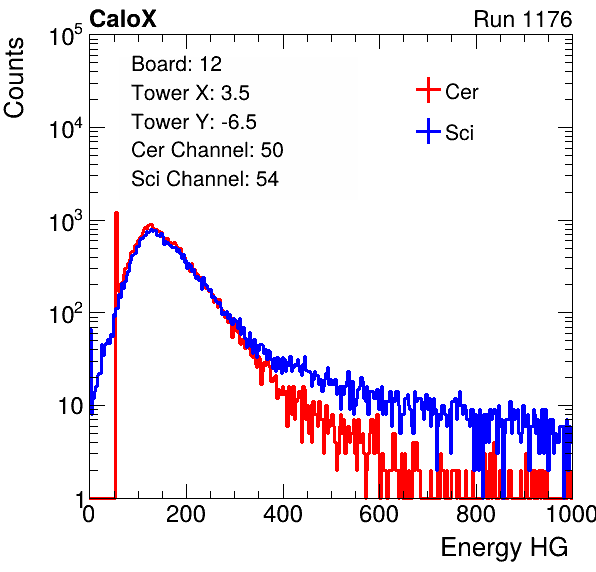 CaloX Run 1176
Counts
Board: 12
Tower X: 3.5
Tower Y: -6.5
Cer Channel: 50
Sci Channel: 54
Cer
Sci
10^5
10^4
10^3
10^2
10
1
0 200 400 600 800 1000
Energy HG